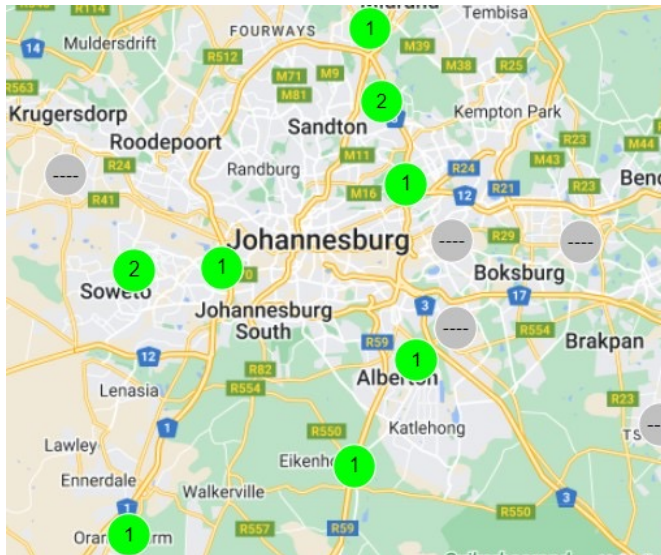 R114
Midrand
Tembisa
1
FOURWAYS
14
Muldersdrift
M39
R512
M38
R25
M71
M9
R563
M81
2
Krugersdorp
Kempton Park
Sandton
Roodepoort
R23
M44
M11
M43
R24
Randburg
R24
----
1
R21
R23
M16
12
R41
Johannesburg
----
R29
----
2
1
Boksburg
Soweto
17
3
Johannesburg
South
R554
----
R59
Brakpan
12
1
R82
Alberton
R554
Lenasia
R23
1
R550
Katlehong
Lawley
Eikenho
1
Ennerdale
Walkerville
1
3
R550
R557
R59
1